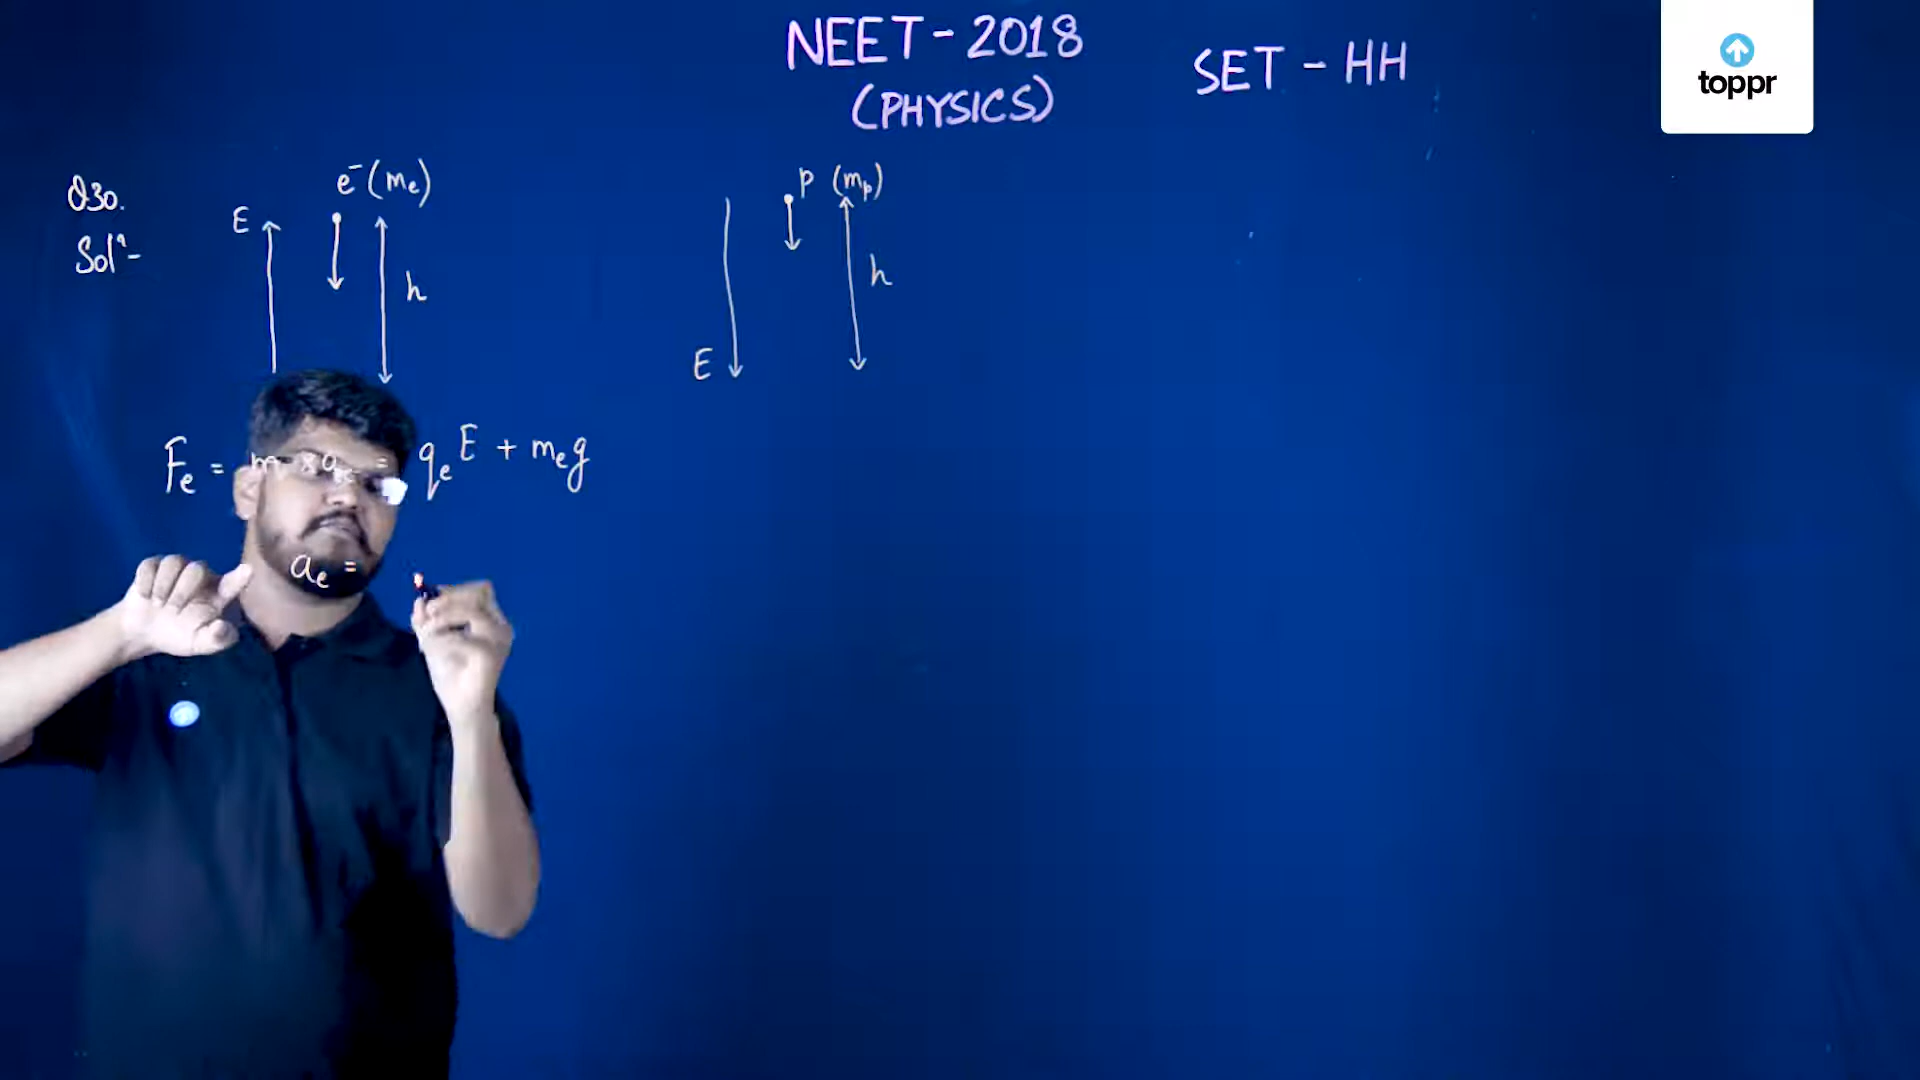 NEET - 2018
(PHYSICS)
SET - HH
toppr
Q30.
Solⁿ-
E
e⁻ (mₑ)
h
P (mₚ)
h
E
Fₑ = m × a = qₑE + mₑg
aₑ =